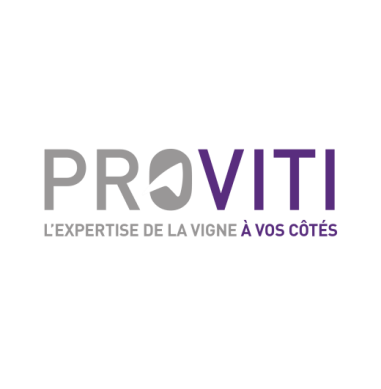 PROVITI
L'EXPERTISE DE LA VIGNE À VOS CÔTÉS